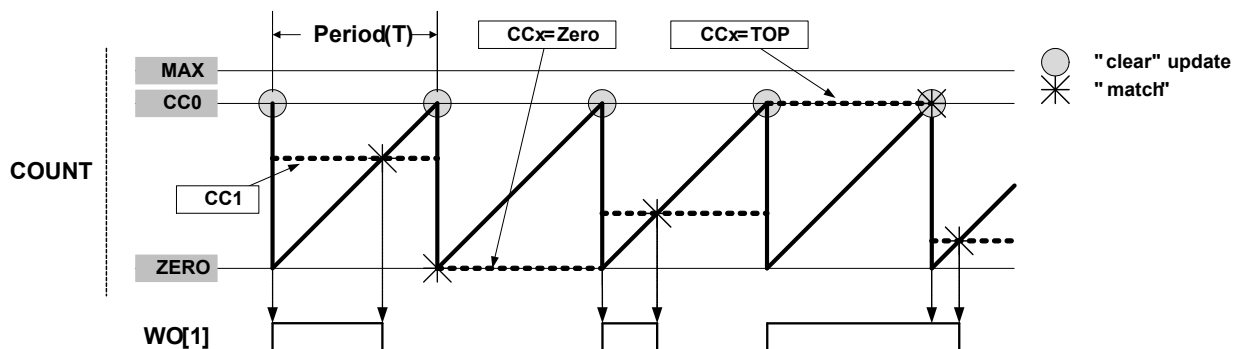 Period(T)
CCx=Zero
CCx=TOP
"clear" update
"match"
MAX
CC0
COUNT
CC1
ZERO
WO[1]